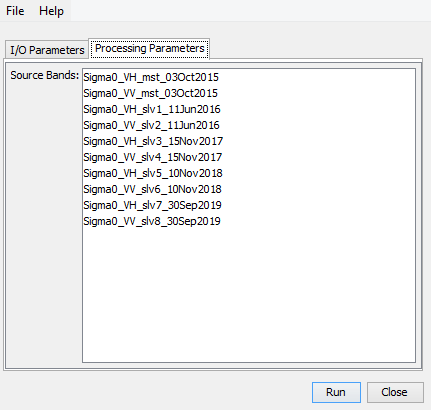 File Help
I/O Parameters Processing Parameters
Source Bands:
Sigma0_VH_mst_03Oct2015
Sigma0_VV_mst_03Oct2015
Sigma0_VH_slv1_11Jun2016
Sigma0_VV_slv2_11Jun2016
Sigma0_VH_slv3_15Nov2017
Sigma0_VV_slv4_15Nov2017
Sigma0_VH_slv5_10Nov2018
Sigma0_VV_slv6_10Nov2018
Sigma0_VH_slv7_30Sep2019
Sigma0_VV_slv8_30Sep2019
Run Close